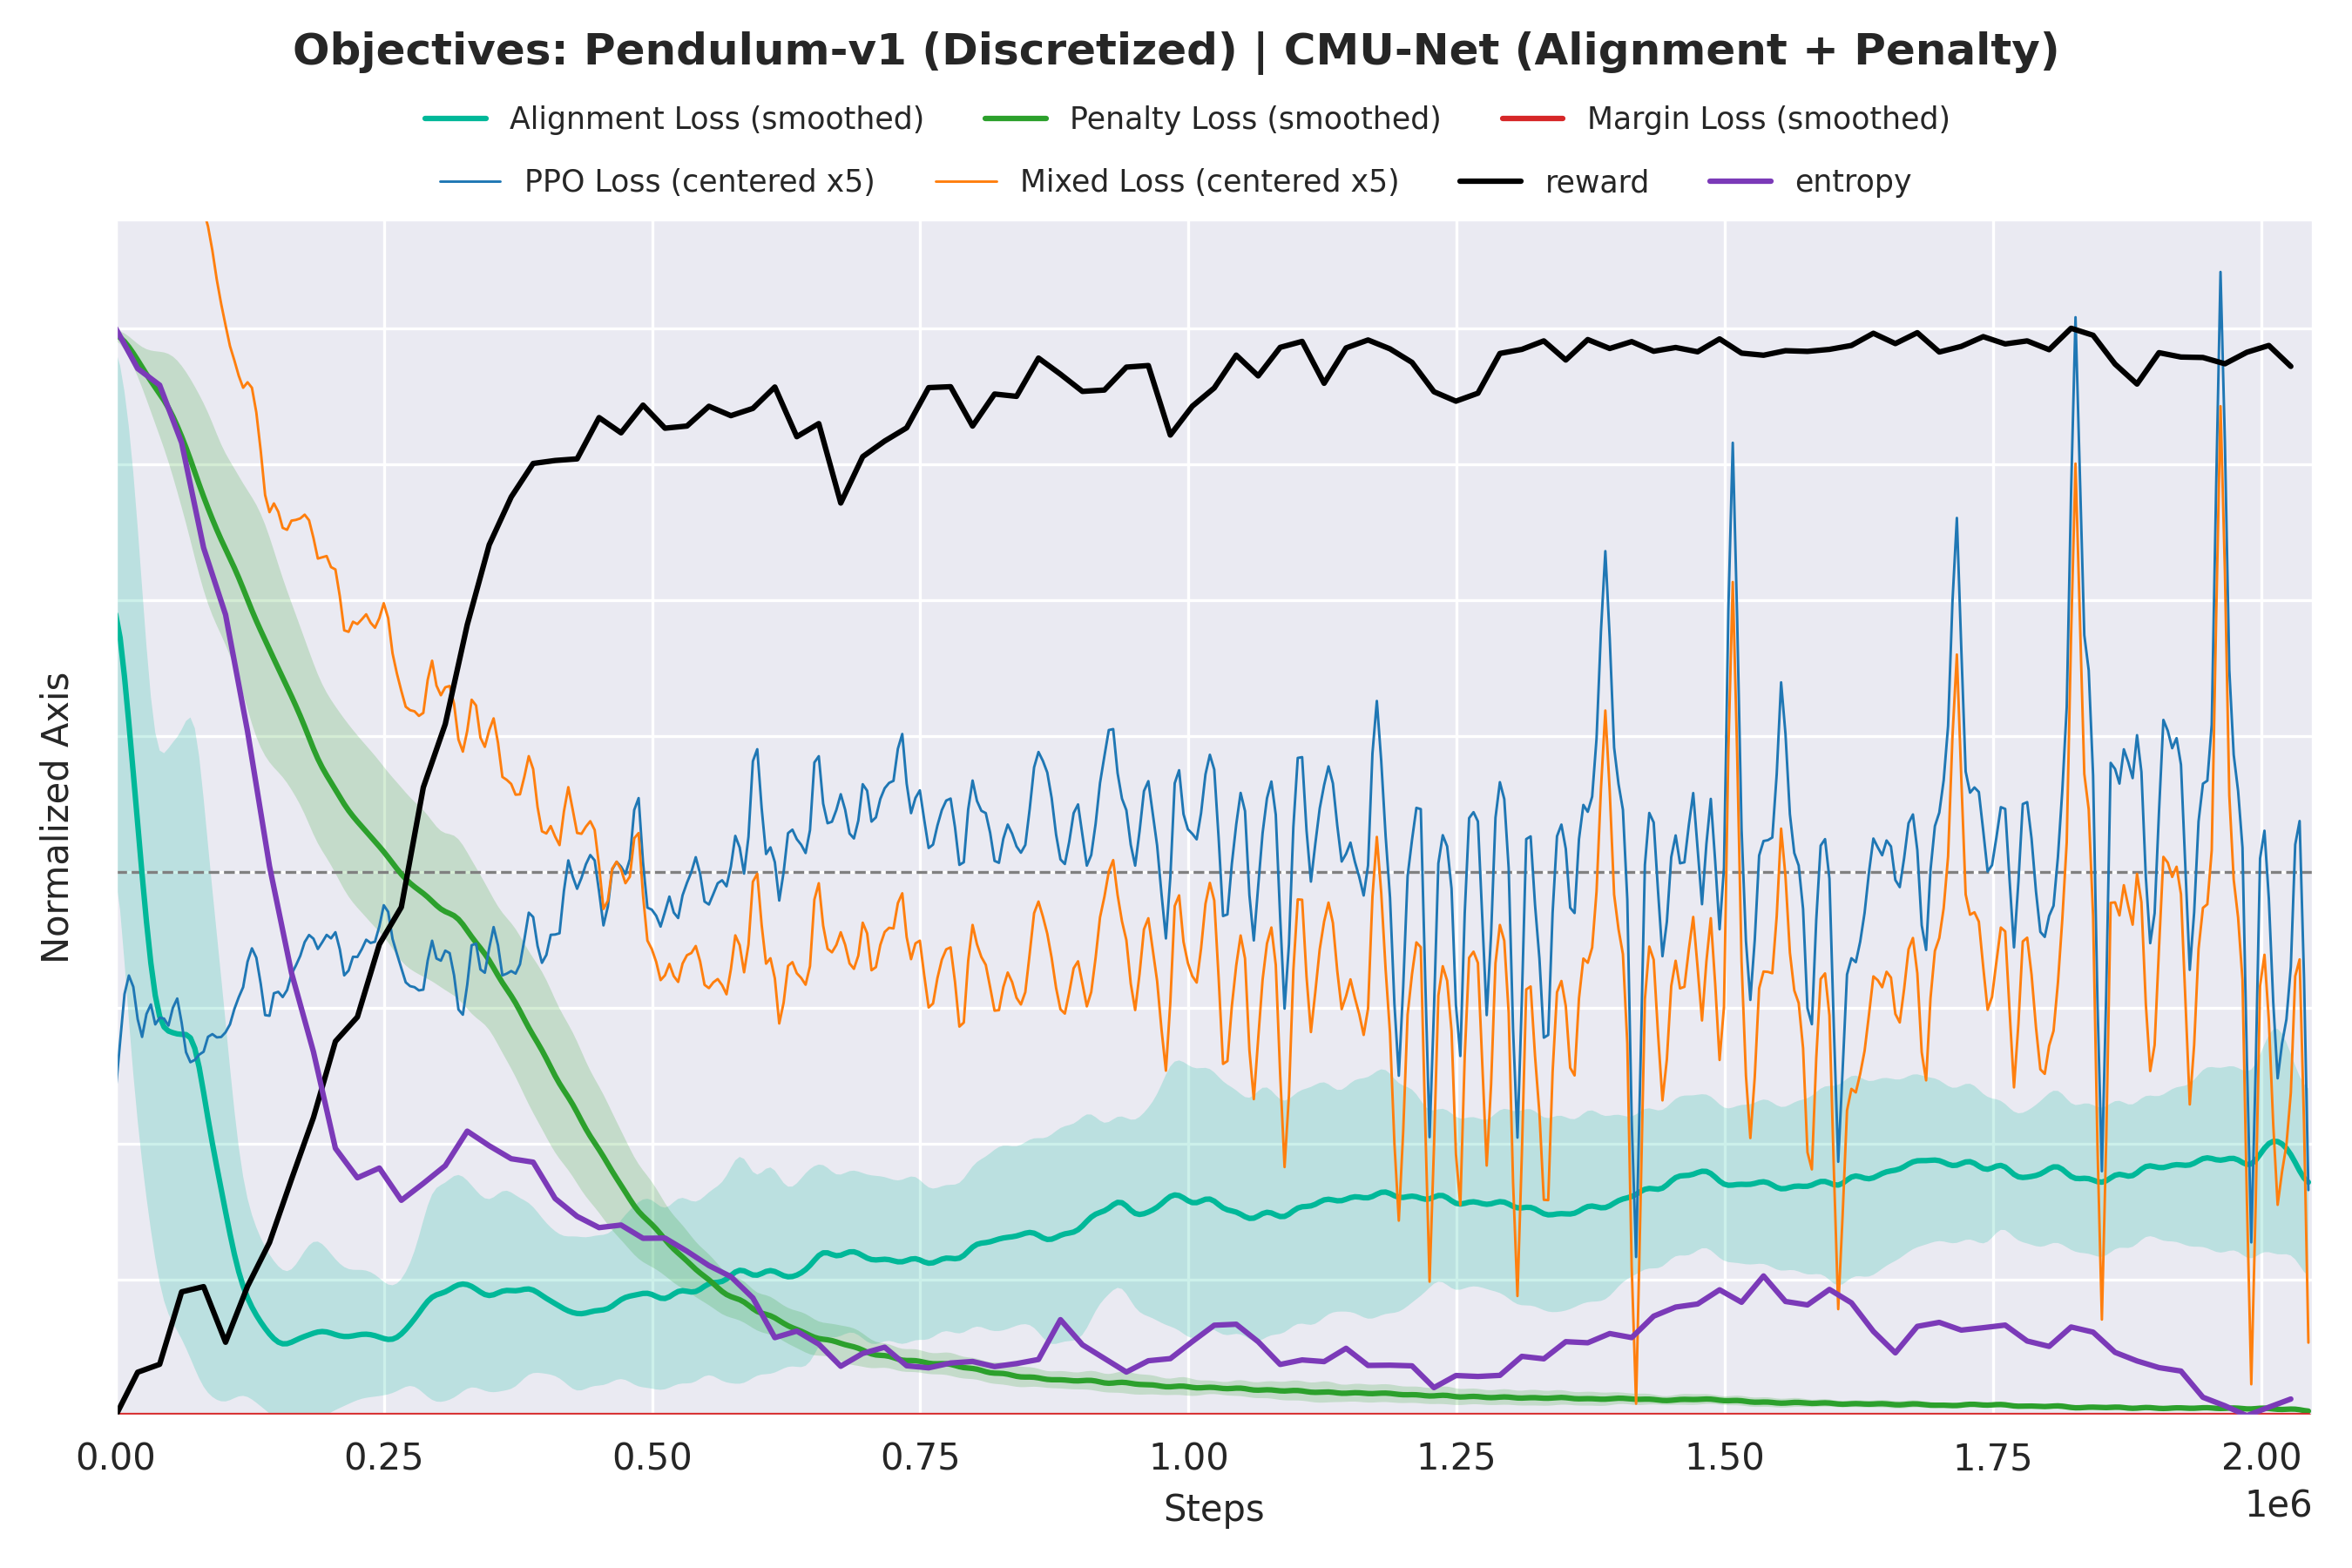 Objectives: Pendulum-v1 (Discretized) | CMU-Net (Alignment + Penalty)
Alignment Loss (smoothed) Penalty Loss (smoothed) Margin Loss (smoothed)
PPO Loss (centered x5) Mixed Loss (centered x5) reward entropy
Normalized Axis
0.00 0.25 0.50 0.75 1.00 1.25 1.50 1.75 2.00
Steps
1e6